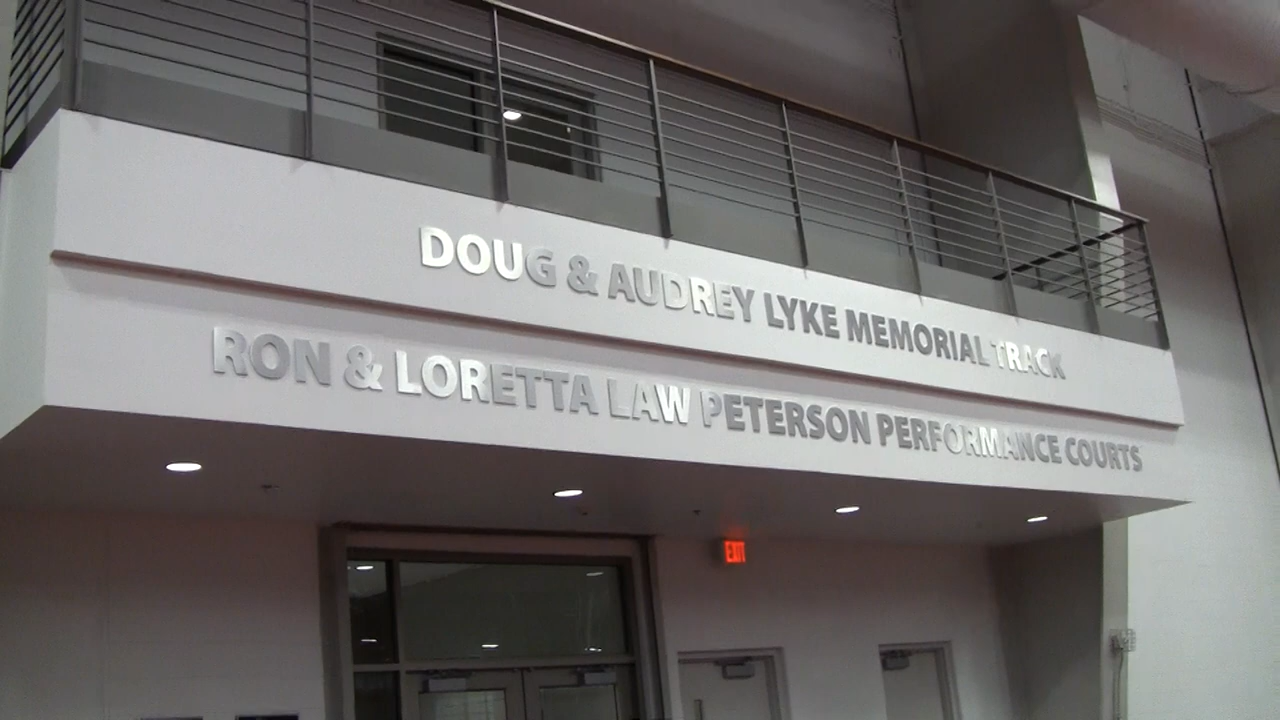 DOUG & AUDREY LYKE MEMORIAL TRACK
RON & LORETTA LAW PETERSON PERFORMANCE COURTS
EXIT